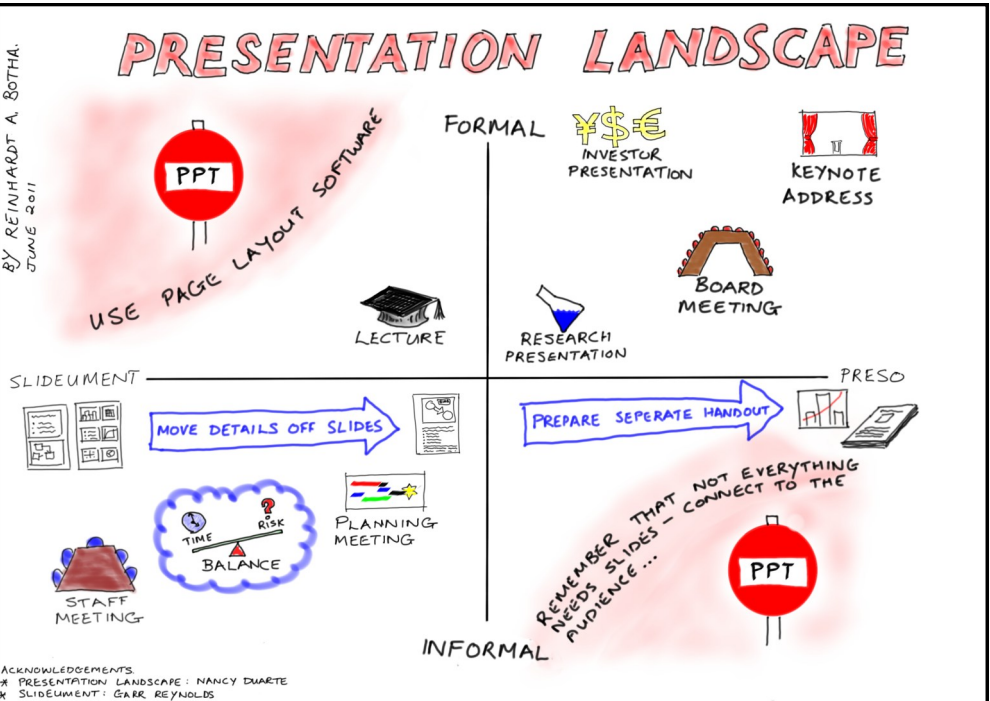 PRESENTATION LANDSCAPE
BY REINHARDT A. BOTHA.
JUNE 2011
PPT
USE PAGE LAYOUT SOFTWARE
FORMAL
¥$€
INVESTOR
PRESENTATION
KEYNOTE
ADDRESS
BOARD
MEETING
LECTURE
RESEARCH
PRESENTATION
SLIDEUMENT
PRESO
MOVE DETAILS OFF SLIDES
PREPARE SEPERATE HANDOUT
TIME
?
RISK
BALANCE
PLANNING
MEETING
STAFF
MEETING
REMEMBER THAT NOT EVERYTHING
NEEDS SLIDES - CONNECT TO THE
AUDIENCE...
PPT
INFORMAL
ACKNOWLEDGEMENTS
* PRESENTATION LANDSCAPE: NANCY DUARTE
* SLIDEUMENT: GARR REYNOLDS